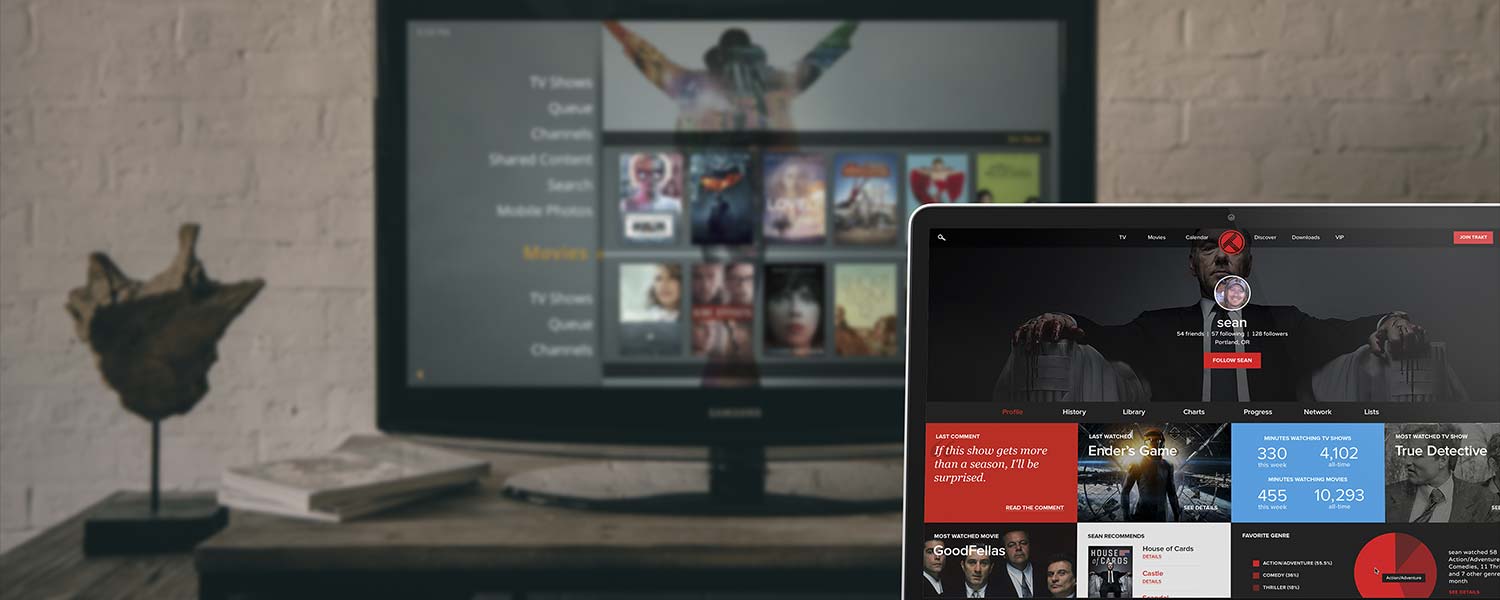 TV Shows
Queue
Channels
Shared Content
Search
Mobile Photos
Movies
TV Shows
Queue
Channels
SAMSUNG
TV Movies Calendar Discover Downloads VIP
JOIN TRAKT
sean
54 friends | 57 following | 128 followers
Portland, OR
FOLLOW SEAN
Profile History Library Charts Progress Network Lists
LAST COMMENT
If this show gets more
than a season, I'll be
surprised.
READ THE COMMENT
LAST WATCHED
Ender's Game
SEE DETAILS
MINUTES WATCHING TV SHOWS
330 4,102
this week all-time
MINUTES WATCHING MOVIES
455 10,293
this week all-time
MOST WATCHED TV SHOW
True Detective
MOST WATCHED MOVIE
GoodFellas
SEAN RECOMMENDS
HOUSE of CARDS
House of Cards
DETAILS
Castle
DETAILS
FAVORITE GENRE
ACTION/ADVENTURE (55.5%)
COMEDY (36%)
THRILLER (18%)
Action/Adventure
sean watched 58
Action/Adventure
Comedies, 11 Thri
and 7 other genre
month
SEE DETAILS